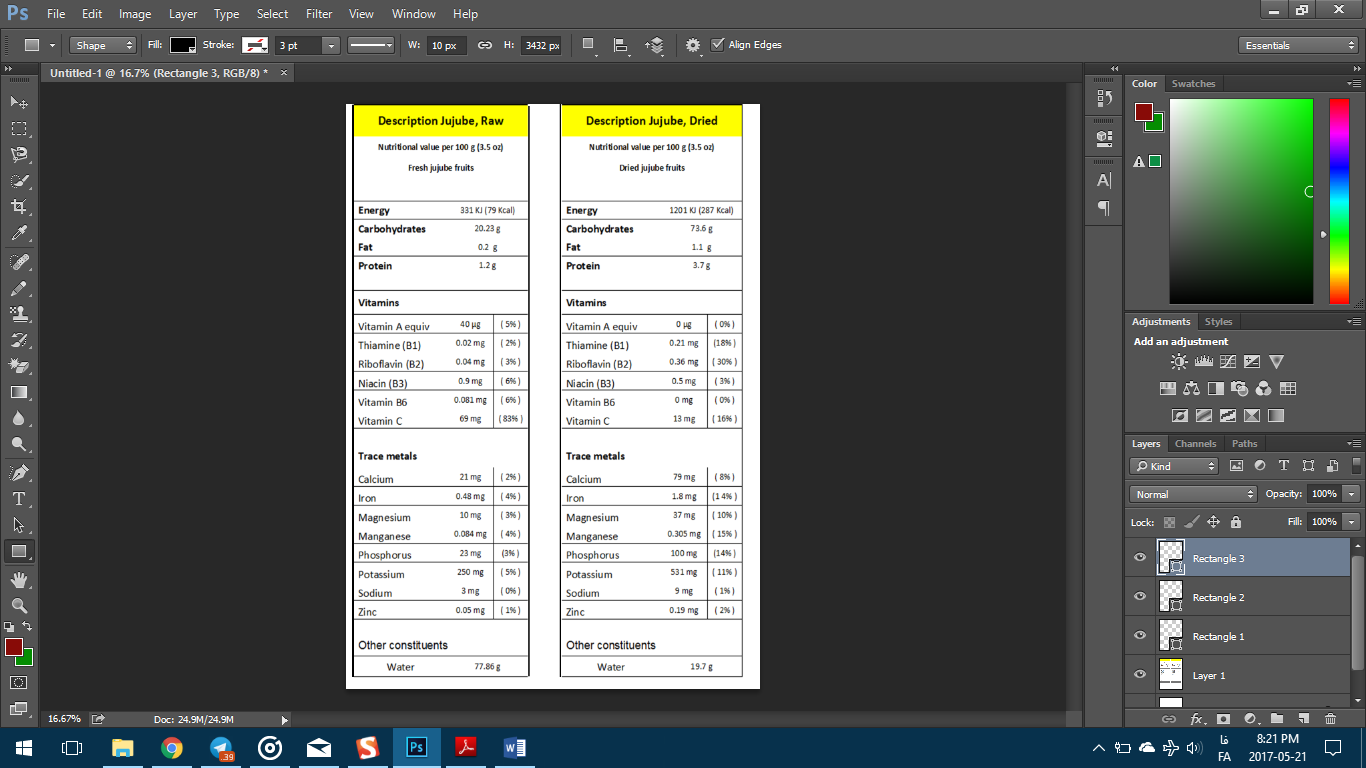 Ps File Edit Image Layer Type Select Filter View Window Help
Shape Fill: Stroke: 3 pt W: 10 px H: 3432 px Align Edges Essentials
Untitled-1 @ 16.7% (Rectangle 3, RGB/8) * ×
Description Jujube, Raw
Nutritional value per 100 g (3.5 oz)
Fresh jujube fruits
Energy 331 KJ (79 Kcal)
Carbohydrates 20.23 g
Fat 0.2 g
Protein 1.2 g
Vitamins
Vitamin A equiv 40 µg ( 5%)
Thiamine (B1) 0.02 mg ( 2%)
Riboflavin (B2) 0.04 mg ( 3%)
Niacin (B3) 0.9 mg ( 6%)
Vitamin B6 0.081 mg ( 6%)
Vitamin C 69 mg ( 83%)
Trace metals
Calcium 21 mg ( 2%)
Iron 0.48 mg ( 4%)
Magnesium 10 mg ( 3%)
Manganese 0.084 mg ( 4%)
Phosphorus 23 mg (3%)
Potassium 250 mg ( 5%)
Sodium 3 mg ( 0%)
Zinc 0.05 mg ( 1%)
Other constituents
Water 77.86 g
Description Jujube, Dried
Nutritional value per 100 g (3.5 oz)
Dried jujube fruits
Energy 1201 KJ (287 Kcal)
Carbohydrates 73.6 g
Fat 1.1 g
Protein 3.7 g
Vitamins
Vitamin A equiv 0 µg ( 0%)
Thiamine (B1) 0.21 mg (18%)
Riboflavin (B2) 0.36 mg ( 30%)
Niacin (B3) 0.5 mg ( 3%)
Vitamin B6 0 mg ( 0%)
Vitamin C 13 mg ( 16%)
Trace metals
Calcium 79 mg ( 8%)
Iron 1.8 mg (1 4%)
Magnesium 37 mg ( 10%)
Manganese 0.305 mg ( 15%)
Phosphorus 100 mg (14%)
Potassium 531 mg ( 11%)
Sodium 9 mg ( 1%)
Zinc 0.19 mg ( 2%)
Other constituents
Water 19.7 g
Color Swatches
Adjustments Styles
Add an adjustment
Layers Channels Paths
Kind
Normal Opacity: 100%
Lock: Fill: 100%
Rectangle 3
Rectangle 2
Rectangle 1
Layer 1
16.67% Doc: 24.9M/24.9M
.39
فا 8:21 PM
FA 2017-05-21